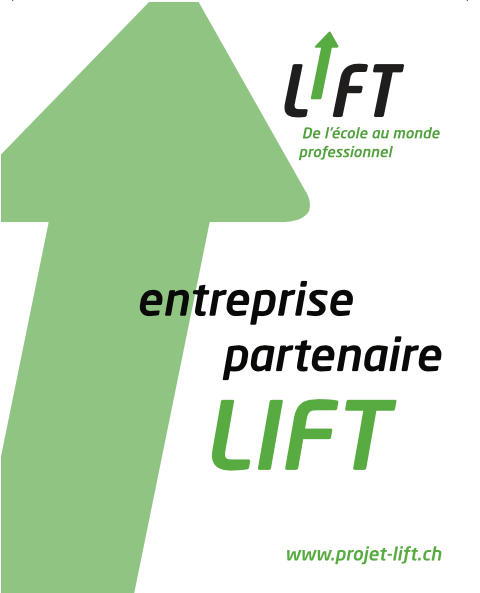 LIFT
De l'école au monde
professionnel
entreprise
partenaire
LIFT
www.projet-lift.ch